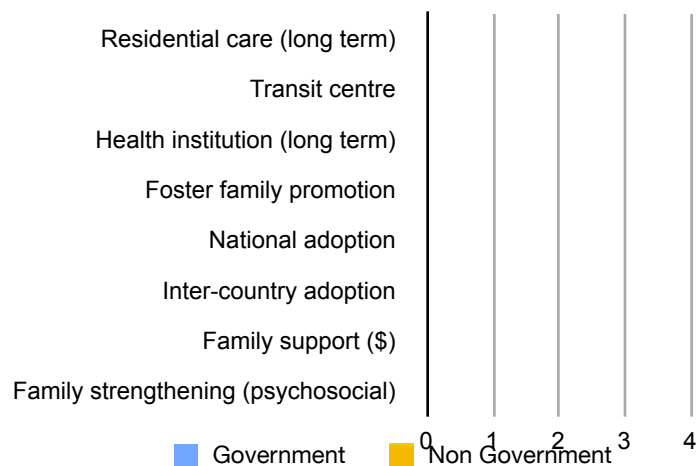 Residential care (long term)
Transit centre
Health institution (long term)
Foster family promotion
National adoption
Inter-country adoption
Family support ($)
Family strengthening (psychosocial)
0 1 2 3 4
Government Non Government